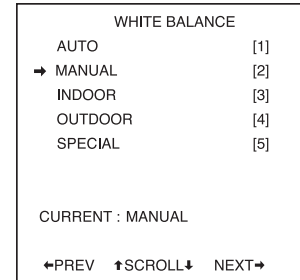 WHITE BALANCE
AUTO [1]
➔ MANUAL [2]
INDOOR [3]
OUTDOOR [4]
SPECIAL [5]
CURRENT : MANUAL
←PREV ↑SCROLL↓ NEXT→